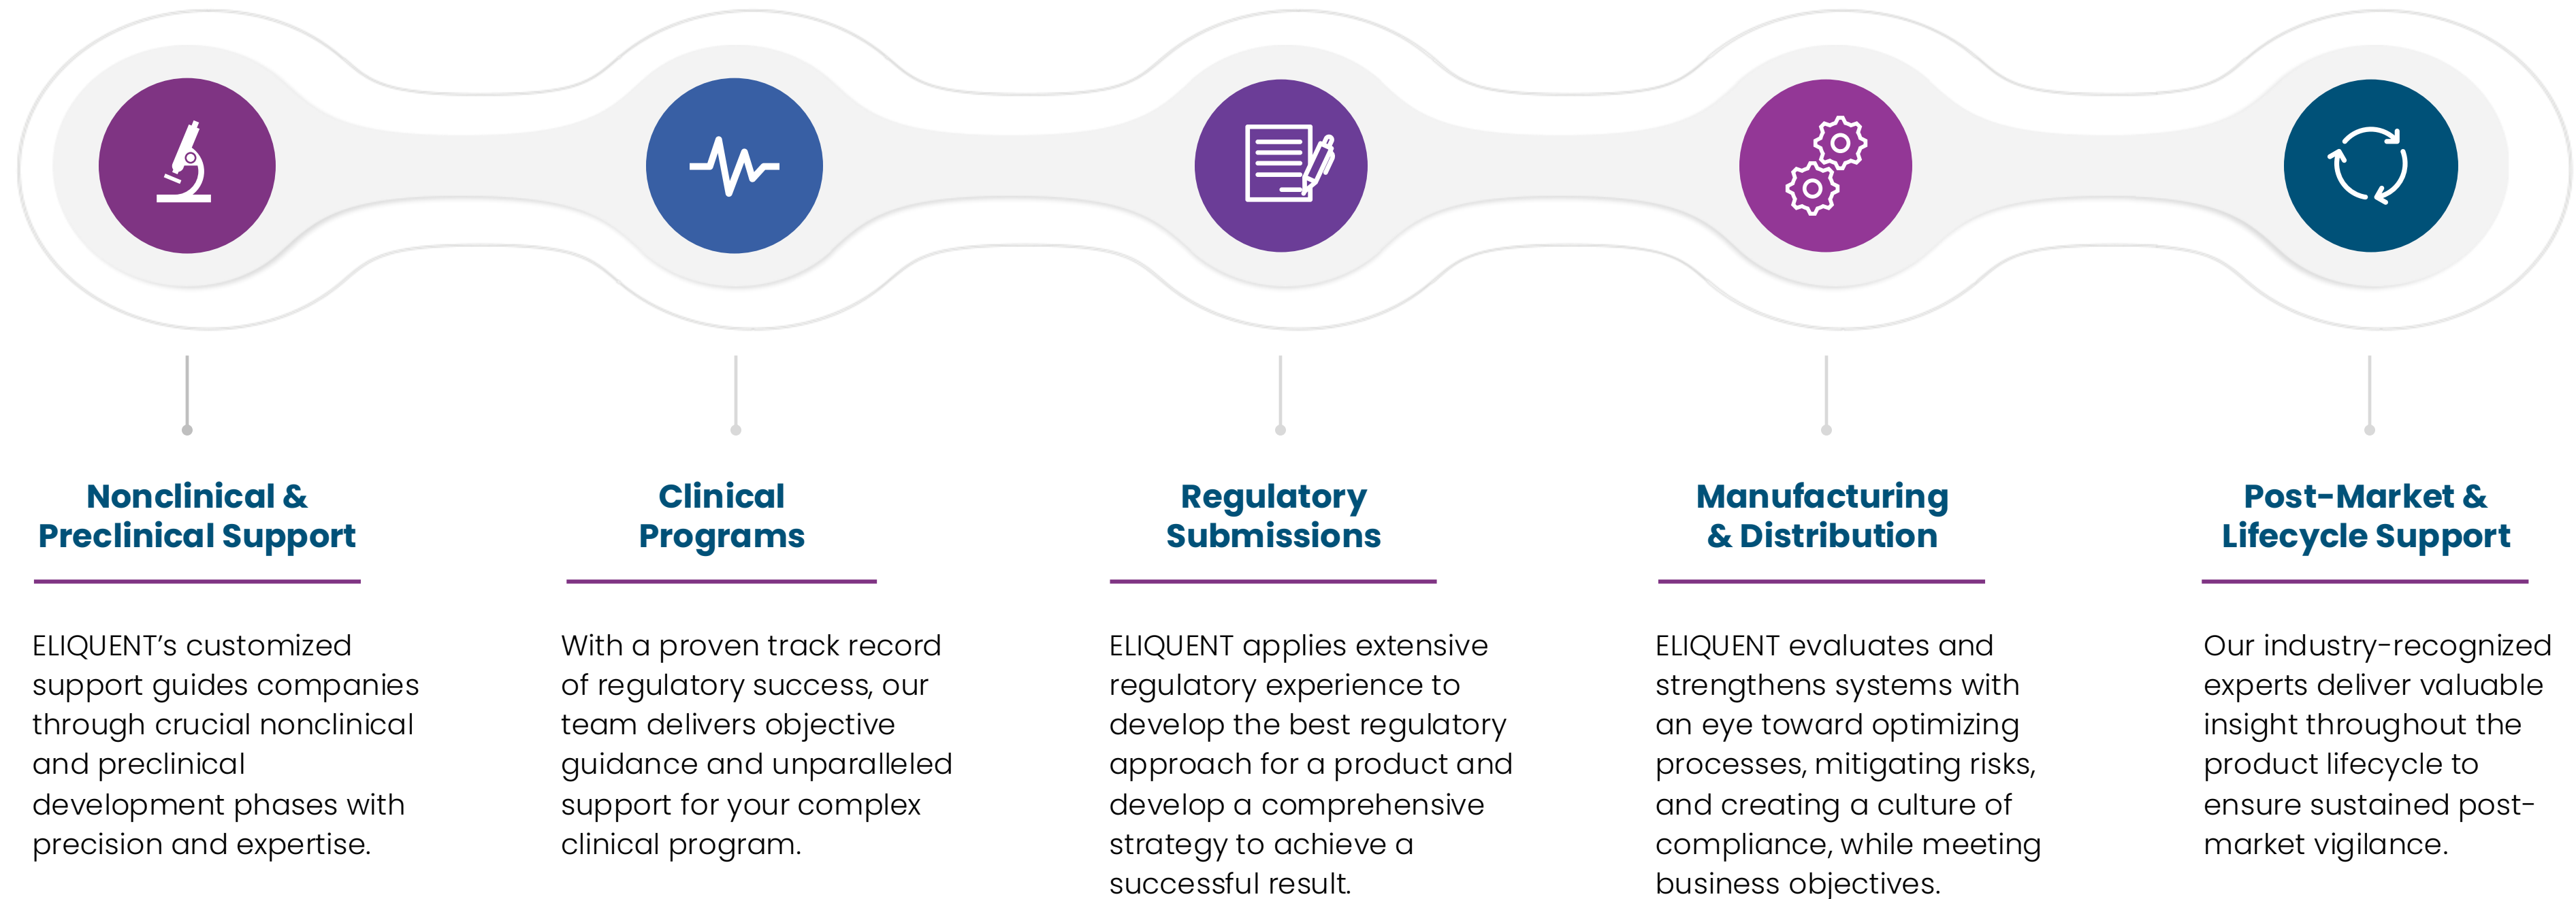 Nonclinical &
Preclinical Support
ELIQUENT’s customized
support guides companies
through crucial nonclinical
and preclinical
development phases with
precision and expertise.
Clinical
Programs
With a proven track record
of regulatory success, our
team delivers objective
guidance and unparalleled
support for your complex
clinical program.
Regulatory
Submissions
ELIQUENT applies extensive
regulatory experience to
develop the best regulatory
approach for a product and
develop a comprehensive
strategy to achieve a
successful result.
Manufacturing
& Distribution
ELIQUENT evaluates and
strengthens systems with
an eye toward optimizing
processes, mitigating risks,
and creating a culture of
compliance, while meeting
business objectives.
Post-Market &
Lifecycle Support
Our industry-recognized
experts deliver valuable
insight throughout the
product lifecycle to
ensure sustained post-
market vigilance.